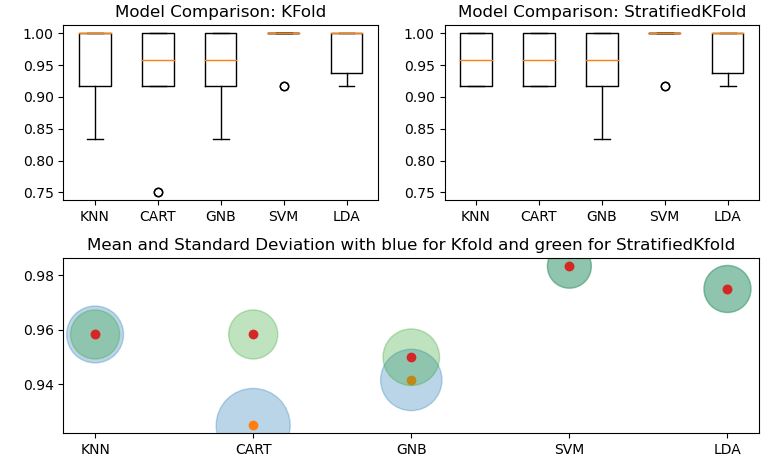 Model Comparison: KFold
1.00
0.95
0.90
0.85
0.80
0.75
KNN CART GNB SVM LDA
Model Comparison: StratifiedKFold
1.00
0.95
0.90
0.85
0.80
0.75
KNN CART GNB SVM LDA
Mean and Standard Deviation with blue for Kfold and green for StratifiedKfold
0.98
0.96
0.94
KNN CART GNB SVM LDA